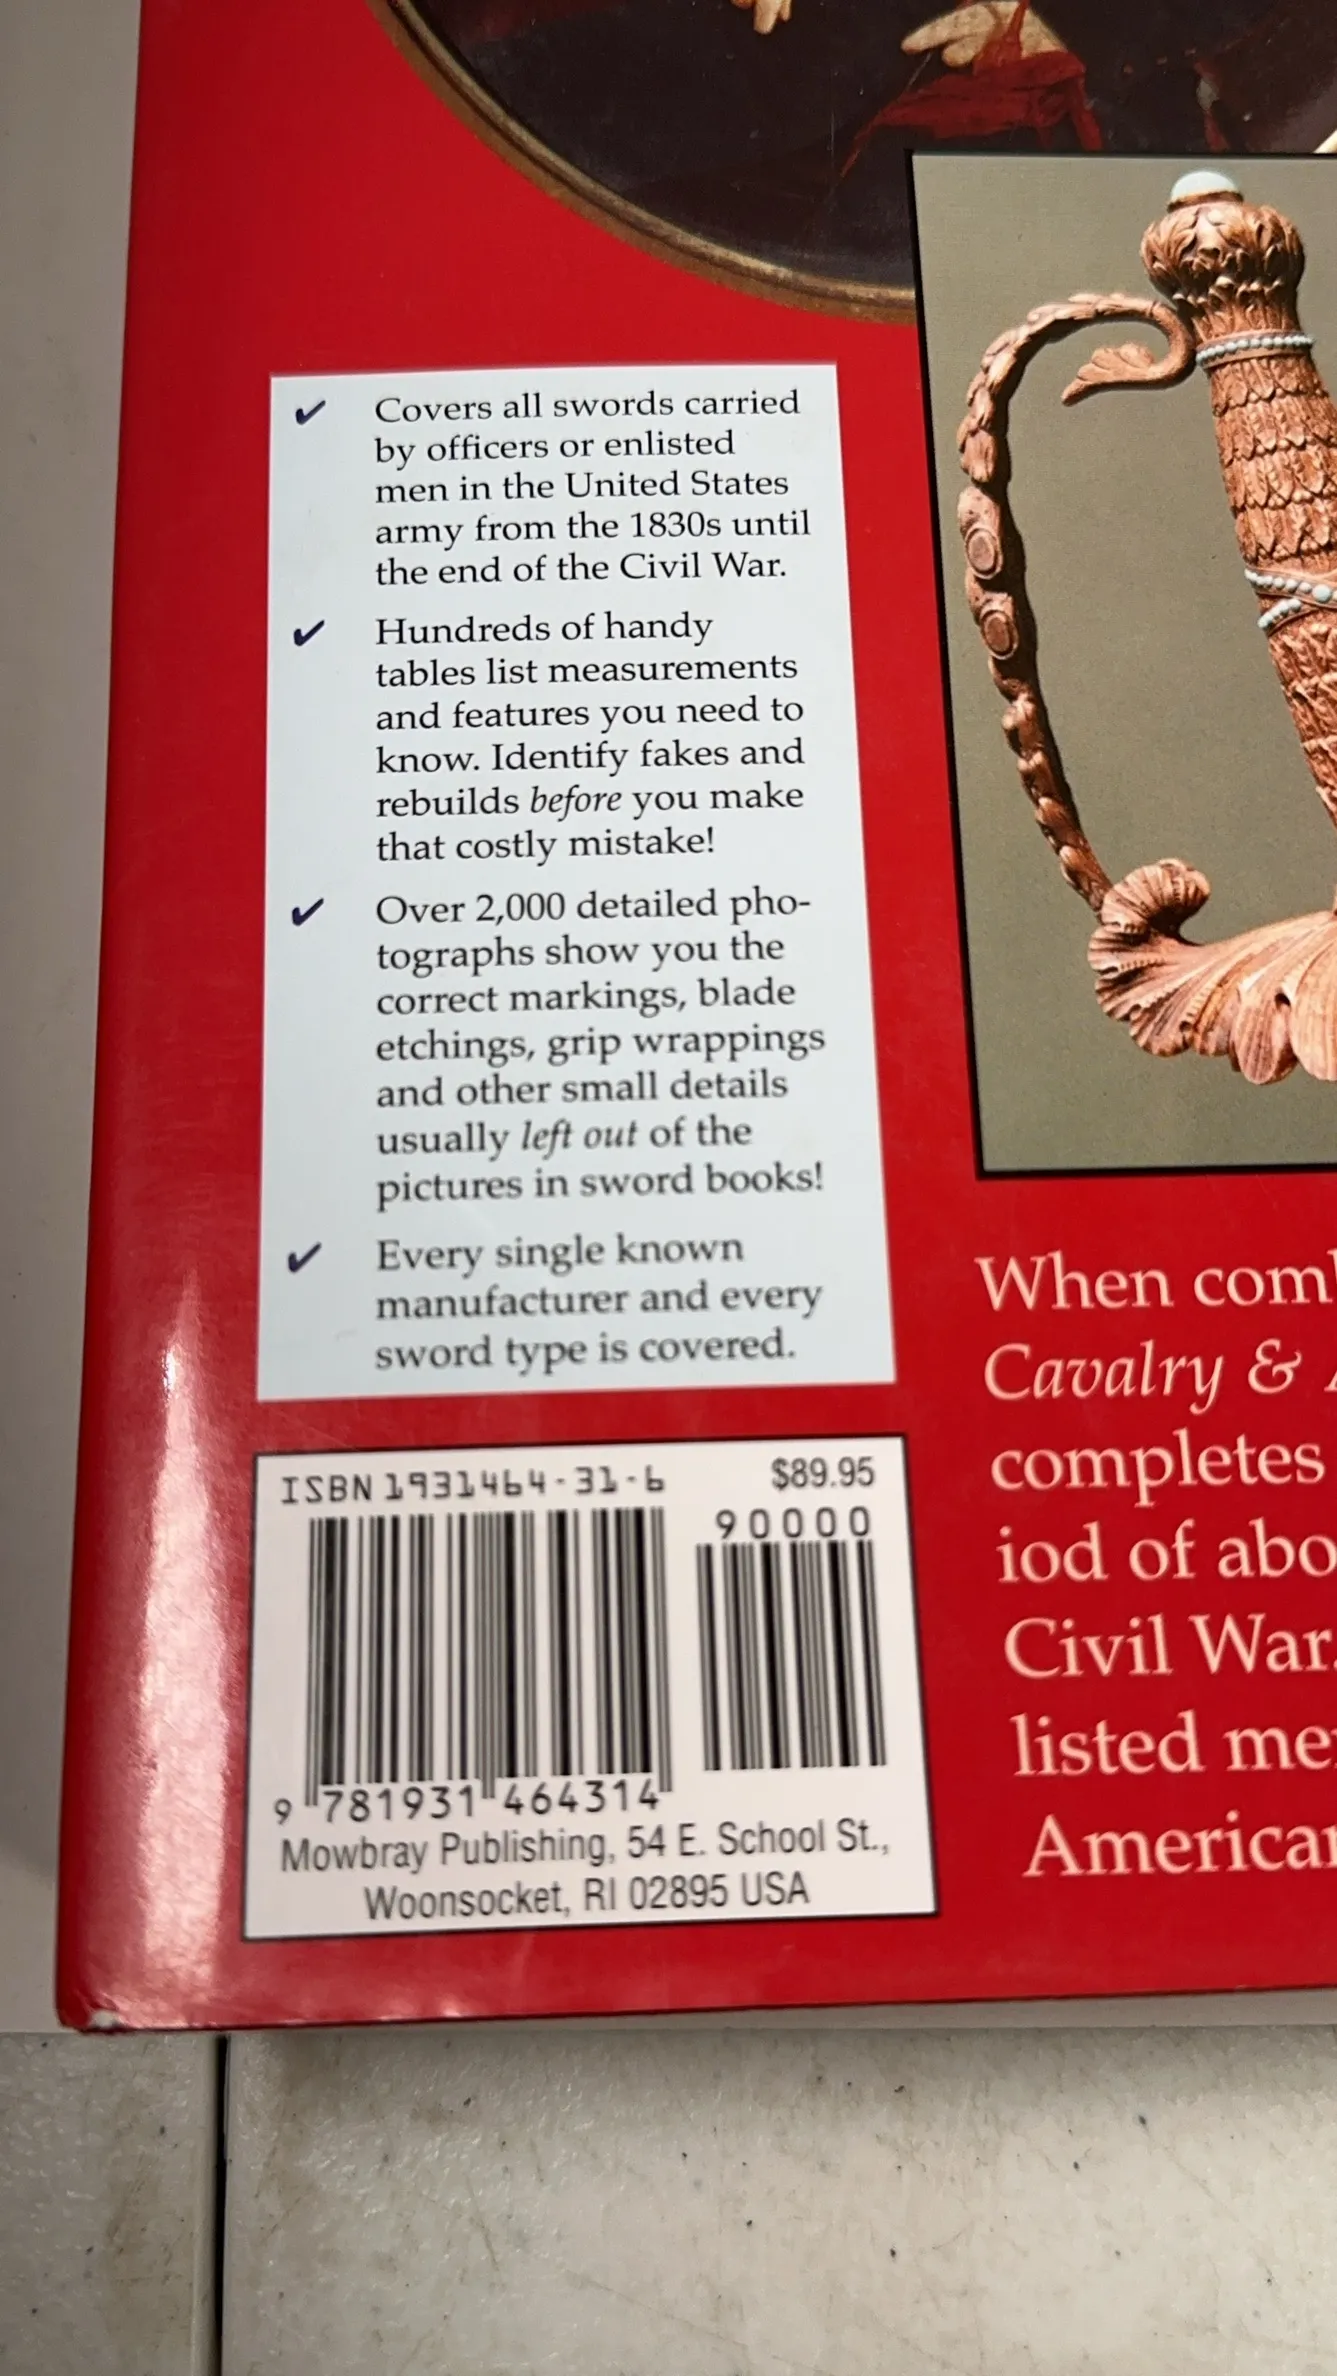 ✔ Covers all swords carried
by officers or enlisted
men in the United States
army from the 1830s until
the end of the Civil War.
✔ Hundreds of handy
tables list measurements
and features you need to
know. Identify fakes and
rebuilds before you make
that costly mistake!
✔ Over 2,000 detailed pho-
tographs show you the
correct markings, blade
etchings, grip wrappings
and other small details
usually left out of the
pictures in sword books!
✔ Every single known
manufacturer and every
sword type is covered.
ISBN 1931464-31-6 $89.95
90000
9 781931 464314
Mowbray Publishing, 54 E. School St.,
Woonsocket, RI 02895 USA
When
Cavalry &
completes
iod of
Civil War.
listed